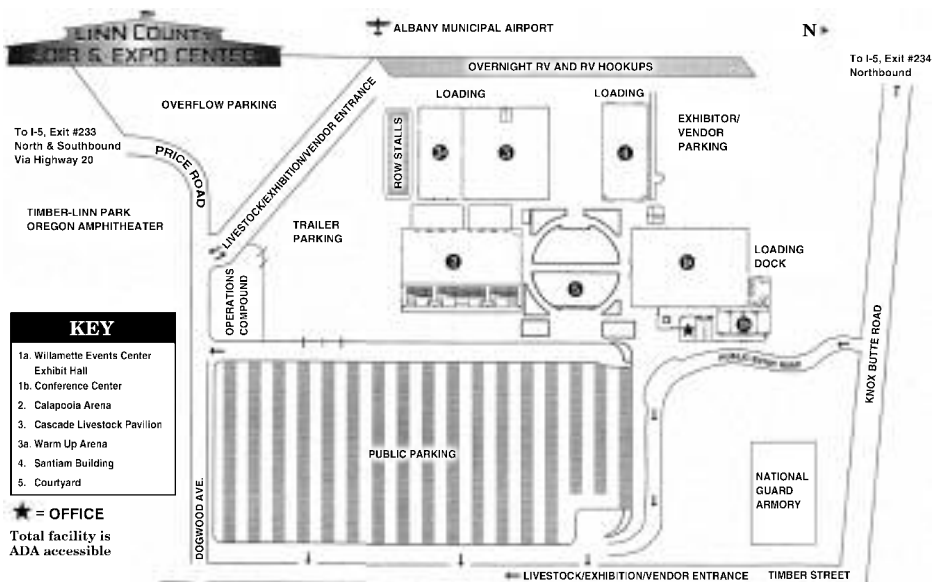 LINN COUNTY
FAIR & EXPO CENTER
ALBANY MUNICIPAL AIRPORT
N
To I-5, Exit #234
Northbound
OVERNIGHT RV AND RV HOOKUPS
OVERFLOW PARKING
LOADING
LOADING
EXHIBITOR/
VENDOR
PARKING
To I-5, Exit #233
North & Southbound
Via Highway 20
PRICE ROAD
LIVESTOCK/EXHIBITION/VENDOR ENTRANCE
ROW STALLS
3
4
TIMBER-LINN PARK
OREGON AMPHITHEATER
TRAILER
PARKING
LOADING
DOCK
5
OPERATIONS
COMPOUND
KEY
1a. Willamette Events Center
Exhibit Hall
1b. Conference Center
2. Calapooia Arena
3. Cascade Livestock Pavilion
3a. Warm Up Arena
4. Santiam Building
5. Courtyard
= OFFICE
Total facility is
ADA accessible
KNOX BUTTE ROAD
PUBLIC PARKING
NATIONAL
GUARD
ARMORY
DOGWOOD AVE.
LIVESTOCK/EXHIBITION/VENDOR ENTRANCE
TIMBER STREET